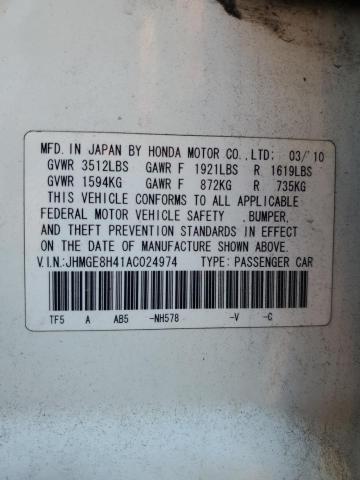 MFD. IN JAPAN BY HONDA MOTOR CO.,LTD: 03/'10
GVWR 3512LBS GAWR F 1921LBS R 1619LBS
GVWR 1594KG GAWR F 872KG R 735KG
THIS VEHICLE CONFORMS TO ALL APPLICABLE
FEDERAL MOTOR VEHICLE SAFETY ,BUMPER,
AND THEFT PREVENTION STANDARDS IN EFFECT
ON THE DATE OF MANUFACTURE SHOWN ABOVE.
V.I.N:JHMGE8H41AC024974 TYPE: PASSENGER CAR
TF5 A AB5 -NH578 -V -C